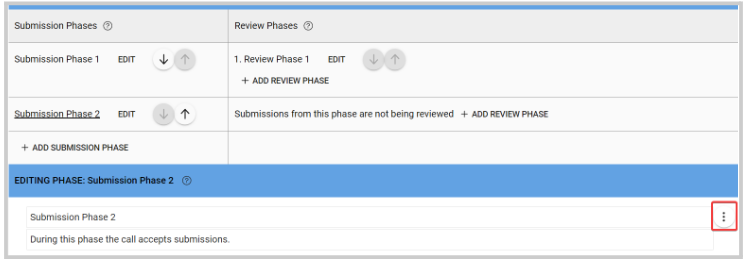 Submission Phases
Review Phases
Submission Phase 1 EDIT
1. Review Phase 1 EDIT
+ ADD REVIEW PHASE
Submission Phase 2 EDIT
Submissions from this phase are not being reviewed + ADD REVIEW PHASE
+ ADD SUBMISSION PHASE
EDITING PHASE: Submission Phase 2
Submission Phase 2
During this phase the call accepts submissions.